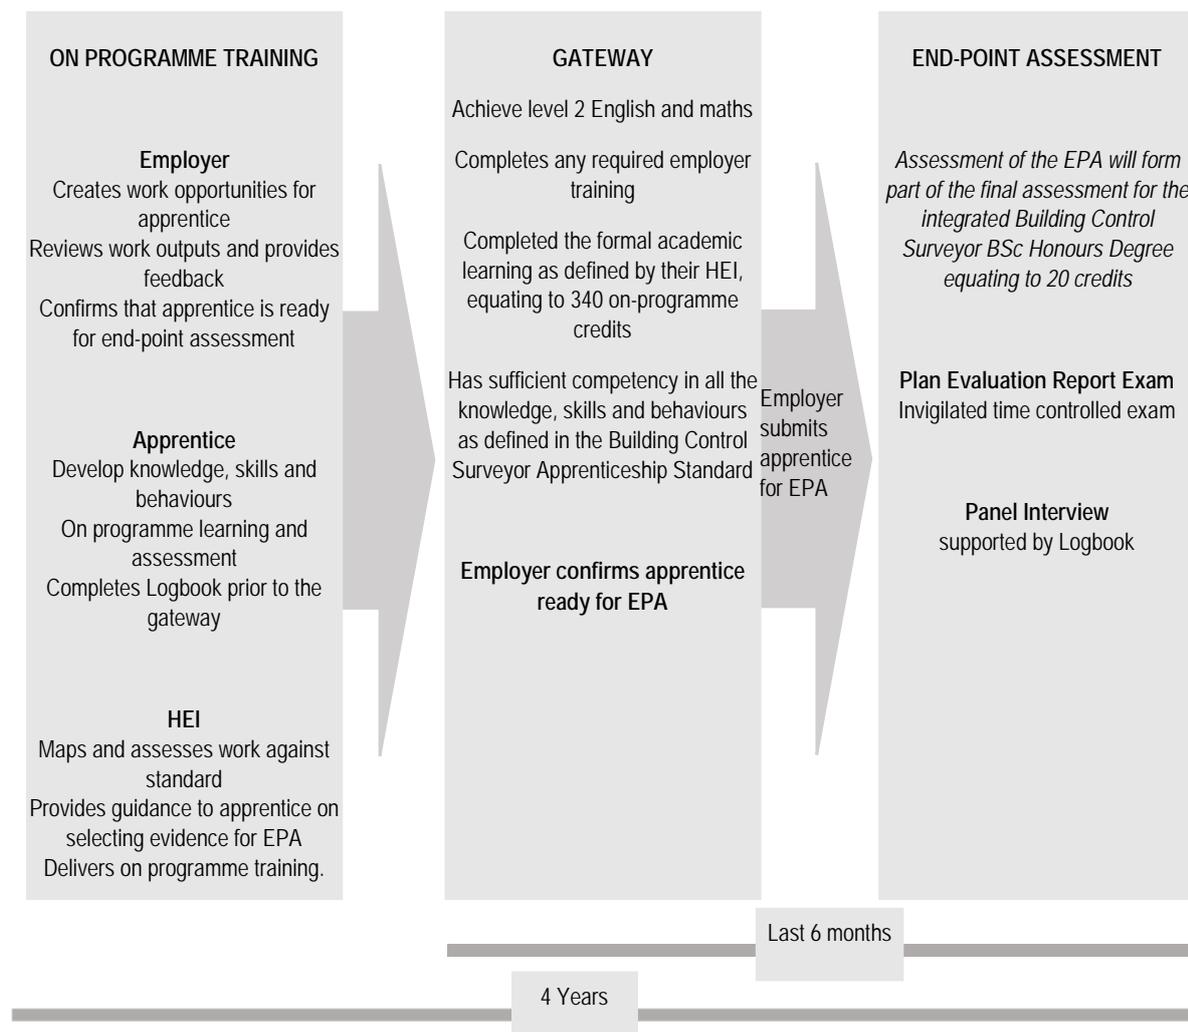 ON PROGRAMME TRAINING
Employer
Creates work opportunities for
apprentice
Reviews work outputs and provides
feedback
Confirms that apprentice is ready
for end-point assessment
Apprentice
Develop knowledge, skills and
behaviours
On programme learning and
assessment
Completes Logbook prior to the
gateway
HEI
Maps and assesses work against
standard
Provides guidance to apprentice on
selecting evidence for EPA
Delivers on programme training.
GATEWAY
Achieve level 2 English and maths
Completes any required employer
training
Completed the formal academic
learning as defined by their HEI,
equating to 340 on-programme
credits
Has sufficient competency in all the
knowledge, skills and behaviours
as defined in the Building Control
Surveyor Apprenticeship Standard
Employer confirms apprentice
ready for EPA
Employer
submits
apprentice
for EPA
END-POINT ASSESSMENT
Assessment of the EPA will form
part of the final assessment for the
integrated Building Control
Surveyor BSc Honours Degree
equating to 20 credits
Plan Evaluation Report Exam
Invigilated time controlled exam
Panel Interview
supported by Logbook
Last 6 months
4 Years